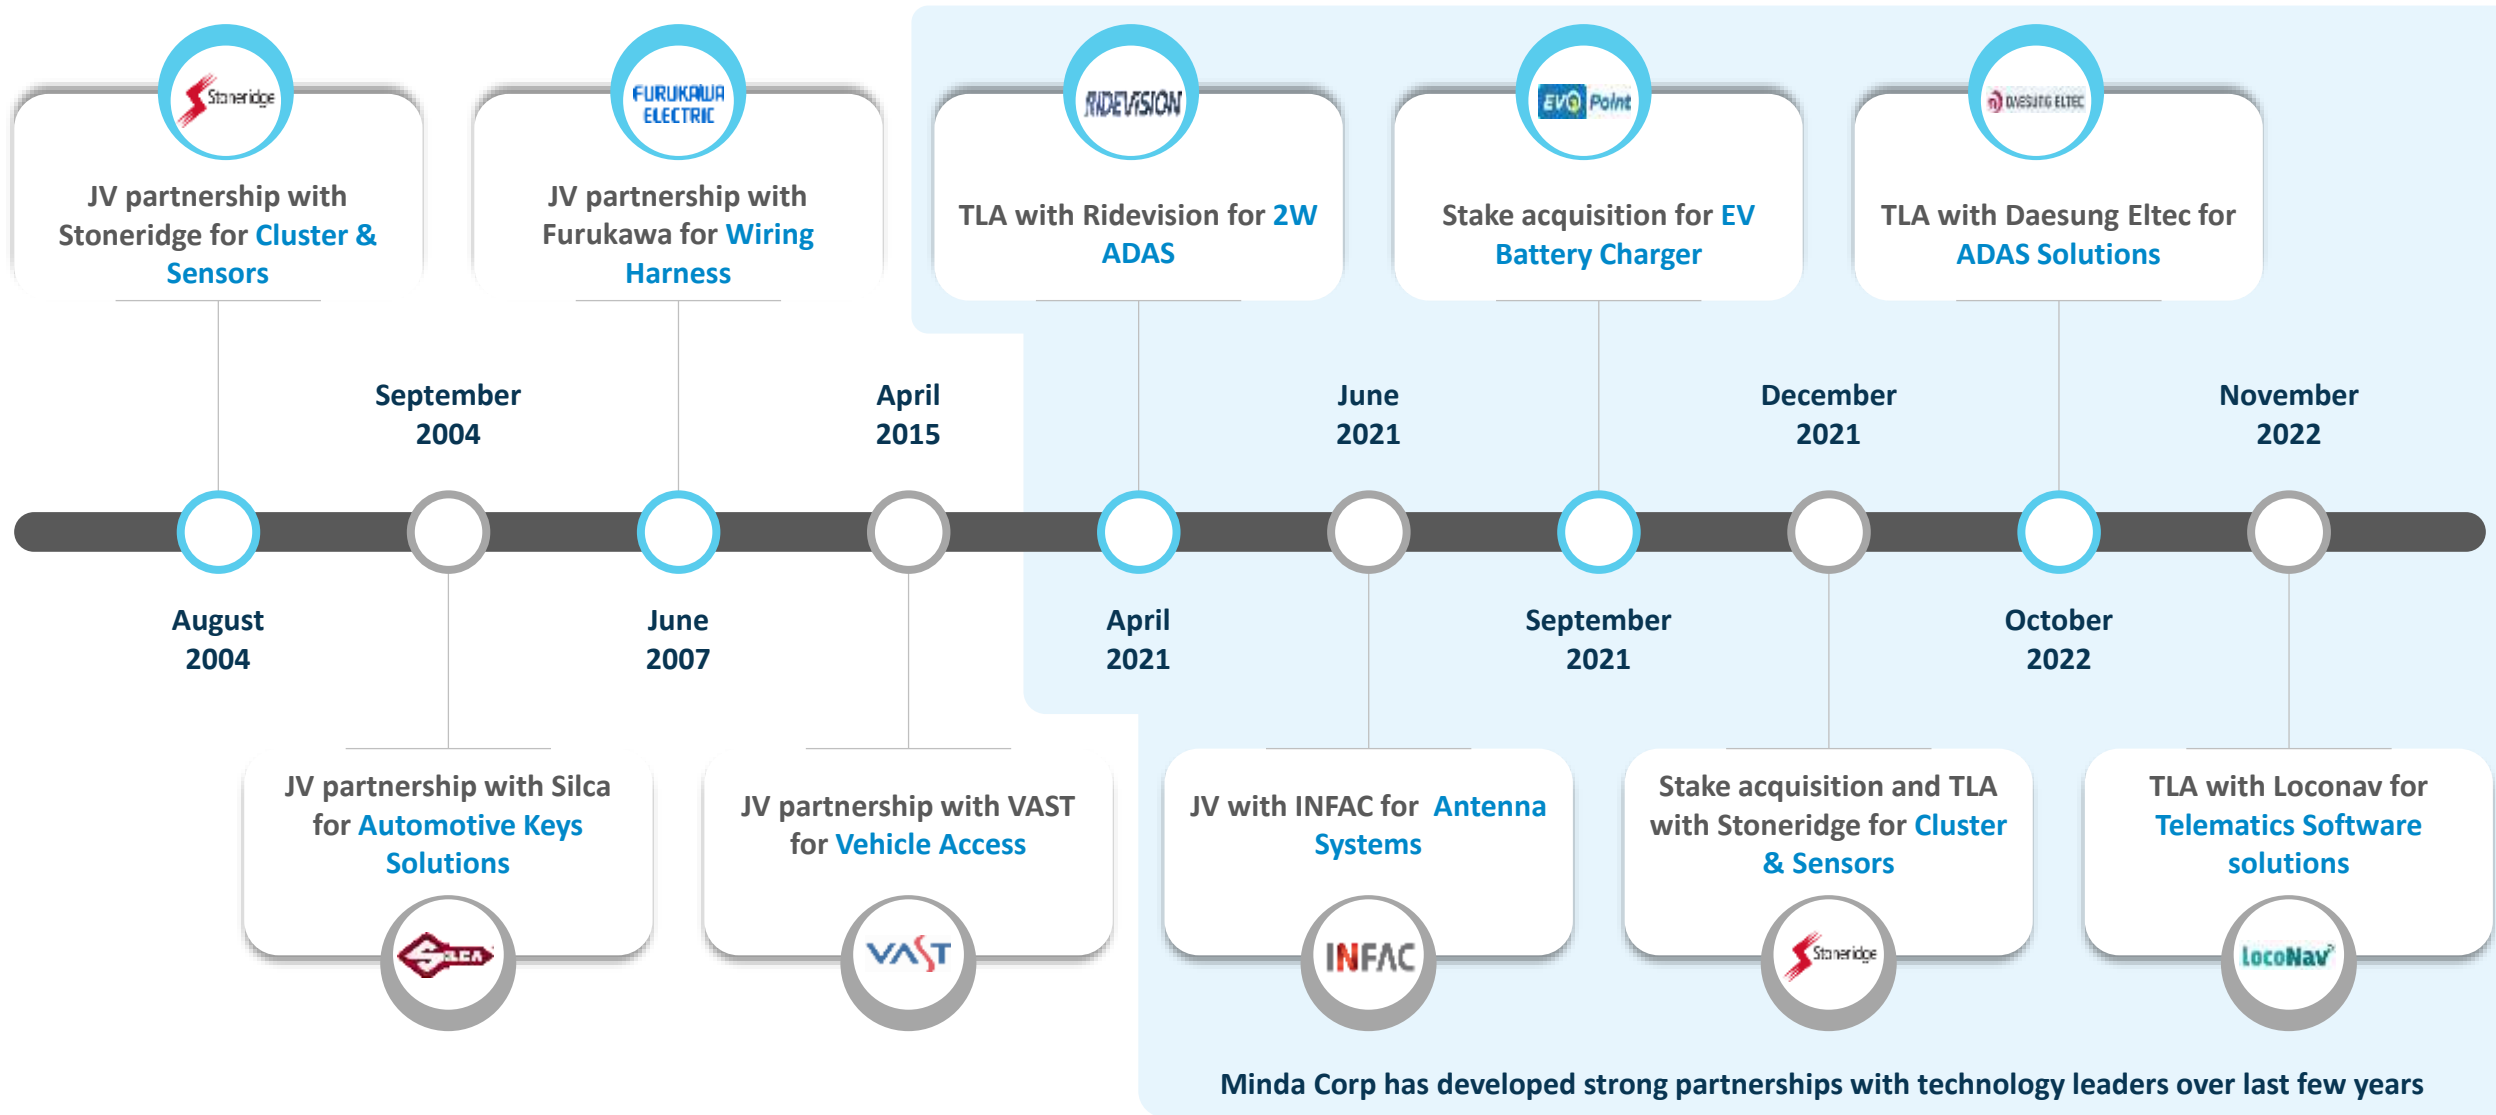 Stoneridge
JV partnership with
Stoneridge for Cluster &
Sensors
FURUKAWA
ELECTRIC
JV partnership with
Furukawa for Wiring
Harness
RIDEVISION
TLA with Ridevision for 2W
ADAS
EVQ Point
Stake acquisition for EV
Battery Charger
DAESUNG ELTEC
TLA with Daesung Eltec for
ADAS Solutions
September
2004
April
2015
June
2021
December
2021
November
2022
August
2004
June
2007
April
2021
September
2021
October
2022
JV partnership with Silca
for Automotive Keys
Solutions
SILCA
JV partnership with VAST
for Vehicle Access
VAST
JV with INFAC for Antenna
Systems
INFAC
Stake acquisition and TLA
with Stoneridge for Cluster
& Sensors
Stoneridge
TLA with Loconav for
Telematics Software
solutions
LocoNav
Minda Corp has developed strong partnerships with technology leaders over last few years